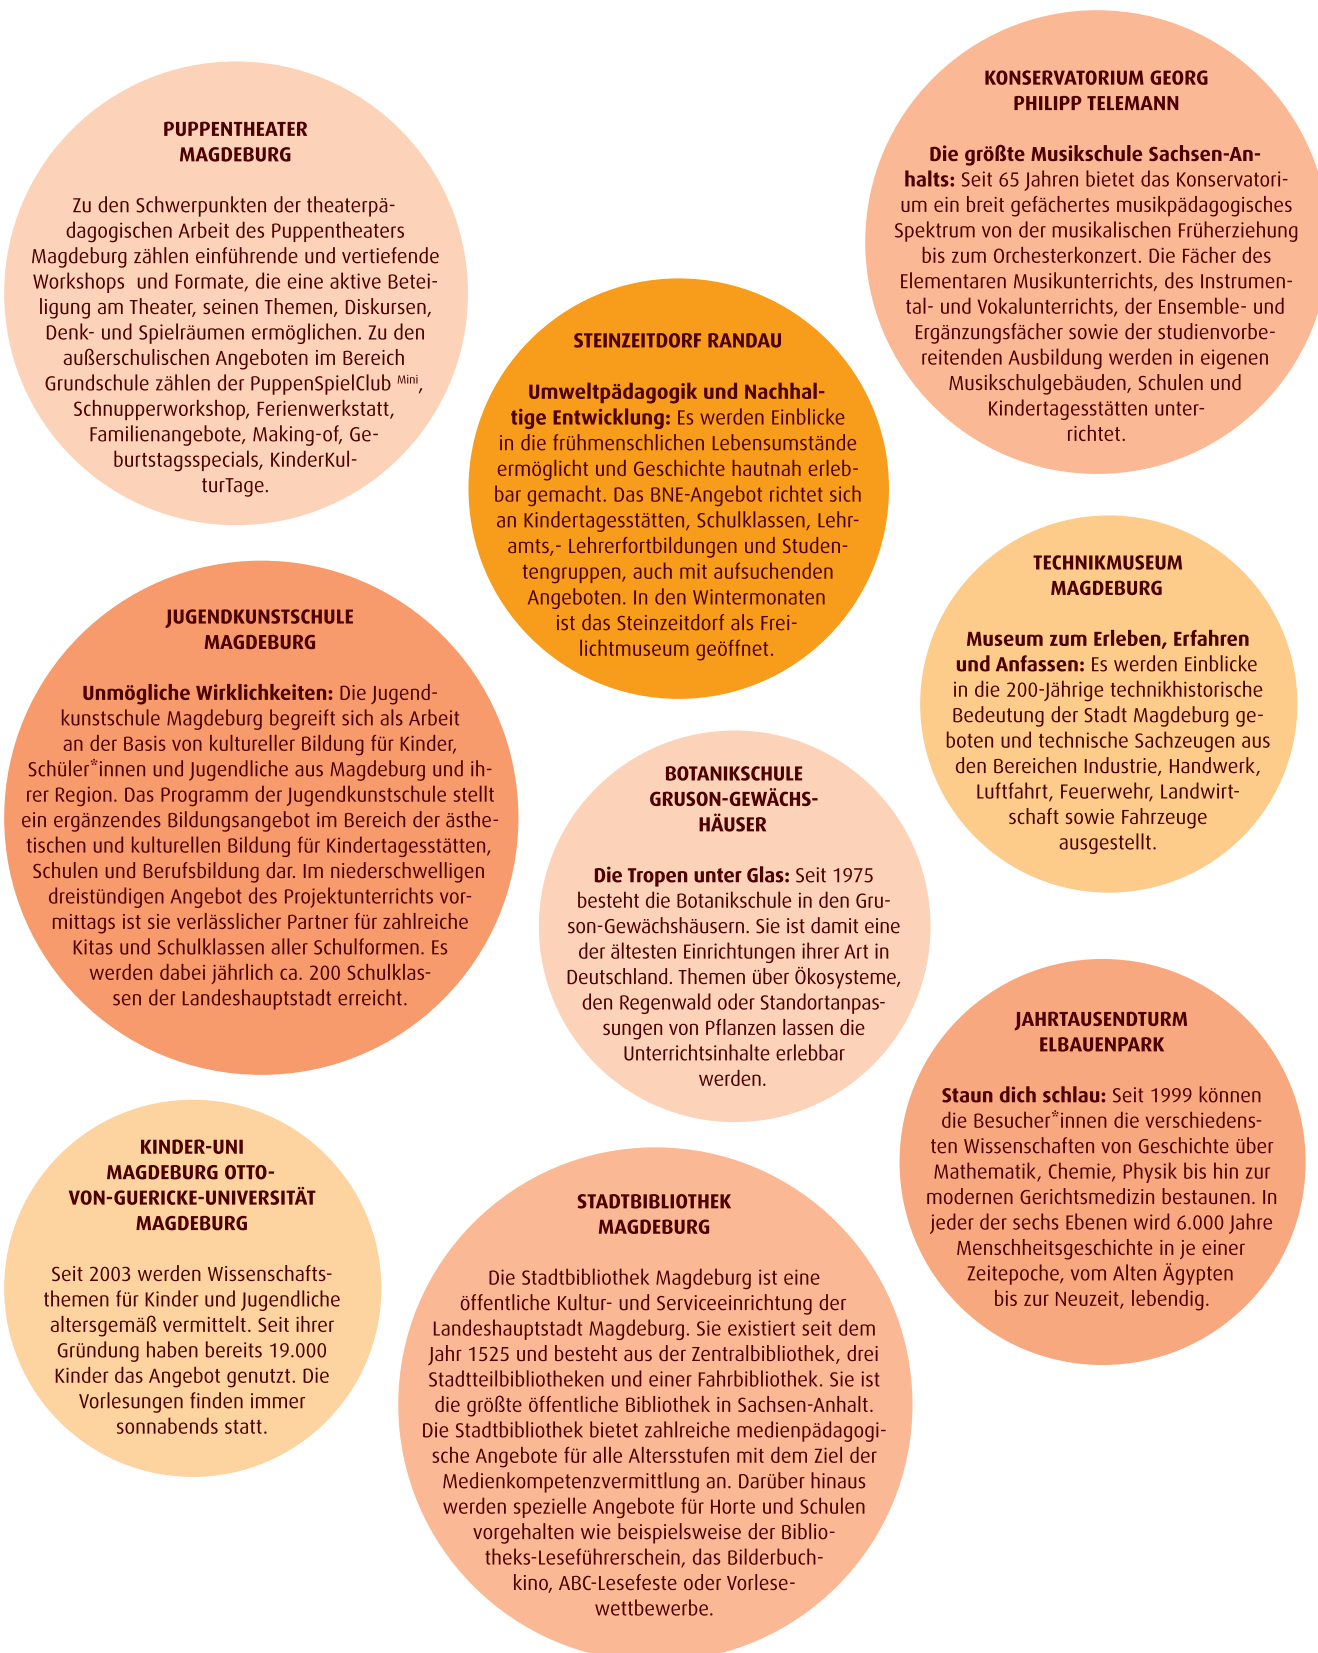 PUPPENTHEATER
MAGDEBURG
Zu den Schwerpunkten der theaterpä-
dagogischen Arbeit des Puppentheaters
Magdeburg zählen einführende und vertiefende
Workshops  und Formate, die eine aktive Betei-
ligung am Theater, seinen Themen, Diskursen,
Denk- und Spielräumen ermöglichen. Zu den
außerschulischen Angeboten im Bereich
Grundschule zählen der PuppenSpielClub Mini,
Schnupperworkshop, Ferienwerkstatt,
Familienangebote, Making-of, Ge-
burtstagsspecials, KinderKul-
turTage.
KONSERVATORIUM GEORG
PHILIPP TELEMANN
Die größte Musikschule Sachsen-An-
halts: Seit 65 Jahren bietet das Konservatori-
um ein breit gefächertes musikpädagogisches
Spektrum von der musikalischen Früherziehung
bis zum Orchesterkonzert. Die Fächer des
Elementaren Musikunterrichts, des Instrumen-
tal- und Vokalunterrichts, der Ensemble- und
Ergänzungsfächer sowie der studienvorbe-
reitenden Ausbildung werden in eigenen
Musikschulgebäuden, Schulen und
Kindertagesstätten unter-
richtet.
STEINZEITDORF RANDAU
Umweltpädagogik und Nachhal-
tige Entwicklung: Es werden Einblicke
in die frühmenschlichen Lebensumstände
ermöglicht und Geschichte hautnah erleb-
bar gemacht. Das BNE-Angebot richtet sich
an Kindertagesstätten, Schulklassen, Lehr-
amts,- Lehrerfortbildungen und Studen-
tengruppen, auch mit aufsuchenden
Angeboten. In den Wintermonaten
ist das Steinzeitdorf als Frei-
lichtmuseum geöffnet.
TECHNIKMUSEUM
MAGDEBURG
Museum zum Erleben, Erfahren
und Anfassen: Es werden Einblicke
in die 200-Jährige technikhistorische
Bedeutung der Stadt Magdeburg ge-
boten und technische Sachzeugen aus
den Bereichen Industrie, Handwerk,
Luftfahrt, Feuerwehr, Landwirt-
schaft sowie Fahrzeuge
ausgestellt.
JUGENDKUNSTSCHULE
MAGDEBURG
Unmögliche Wirklichkeiten: Die Jugend-
kunstschule Magdeburg begreift sich als Arbeit
an der Basis von kultureller Bildung für Kinder,
Schüler*innen und Jugendliche aus Magdeburg und ih-
rer Region. Das Programm der Jugendkunstschule stellt
ein ergänzendes Bildungsangebot im Bereich der ästhe-
tischen und kulturellen Bildung für Kindertagesstätten,
Schulen und Berufsbildung dar. Im niederschwelligen
dreistündigen Angebot des Projektunterrichts vor-
mittags ist sie verlässlicher Partner für zahlreiche
Kitas und Schulklassen aller Schulformen. Es
werden dabei jährlich ca. 200 Schulklas-
sen der Landeshauptstadt erreicht.
BOTANIKSCHULE
GRUSON-GEWÄCHS-
HÄUSER
Die Tropen unter Glas: Seit 1975
besteht die Botanikschule in den Gru-
son-Gewächshäusern. Sie ist damit eine
der ältesten Einrichtungen ihrer Art in
Deutschland. Themen über Ökosysteme,
den Regenwald oder Standortanpas-
sungen von Pflanzen lassen die
Unterrichtsinhalte erlebbar
werden.
JAHRTAUSENDTURM
ELBAUENPARK
Staun dich schlau: Seit 1999 können
die Besucher*innen die verschiedens-
ten Wissenschaften von Geschichte über
Mathematik, Chemie, Physik bis hin zur
modernen Gerichtsmedizin bestaunen. In
jeder der sechs Ebenen wird 6.000 Jahre
Menschheitsgeschichte in je einer
Zeitepoche, vom Alten Ägypten
bis zur Neuzeit, lebendig.
KINDER-UNI
MAGDEBURG OTTO-
VON-GUERICKE-UNIVERSITÄT
MAGDEBURG
Seit 2003 werden Wissenschafts-
themen für Kinder und Jugendliche
altersgemäß vermittelt. Seit ihrer
Gründung haben bereits 19.000
Kinder das Angebot genutzt. Die
Vorlesungen finden immer
sonnabends statt.
STADTBIBLIOTHEK
MAGDEBURG
Die Stadtbibliothek Magdeburg ist eine
öffentliche Kultur- und Serviceeinrichtung der
Landeshauptstadt Magdeburg. Sie existiert seit dem
Jahr 1525 und besteht aus der Zentralbibliothek, drei
Stadtteilbibliotheken und einer Fahrbibliothek. Sie ist
die größte öffentliche Bibliothek in Sachsen-Anhalt.
Die Stadtbibliothek bietet zahlreiche medienpädagogi-
sche Angebote für alle Altersstufen mit dem Ziel der
Medienkompetenzvermittlung an. Darüber hinaus
werden spezielle Angebote für Horte und Schulen
vorgehalten wie beispielsweise der Biblio-
theks-Leseführerschein, das Bilderbuch-
kino, ABC-Lesefeste oder Vorlese-
wettbewerbe.